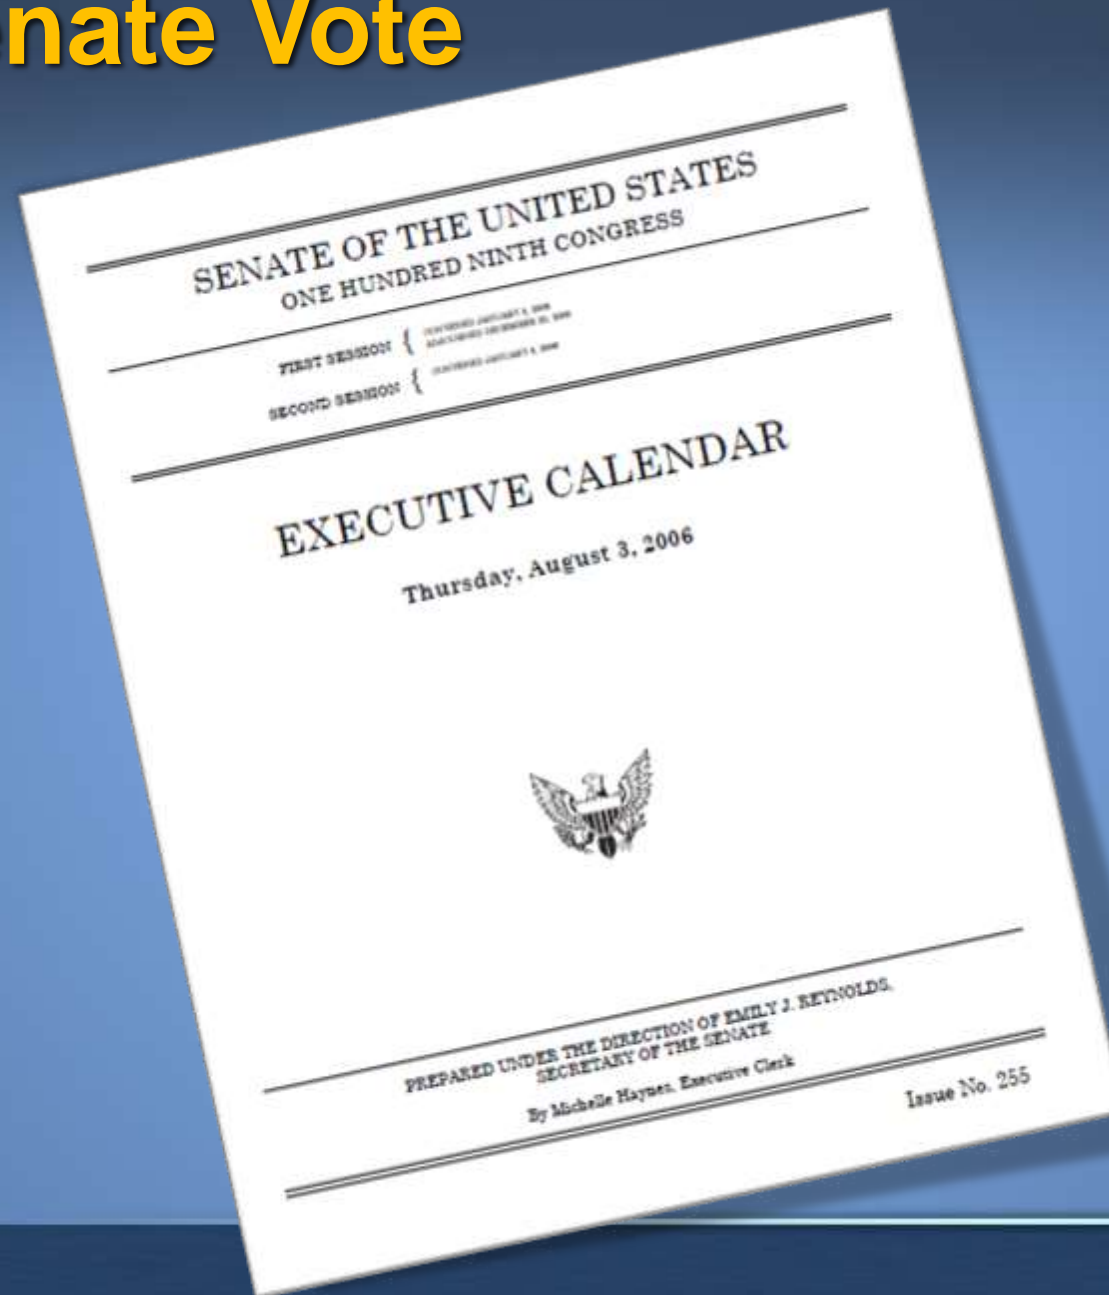 nate Vote
SENATE OF THE UNITED STATES
ONE HUNDRED NINTH CONGRESS
FIRST SESSION {
SECOND SESSION {
EXECUTIVE CALENDAR
Thursday, August 3, 2006
PREPARED UNDER THE DIRECTION OF EMILY J. REYNOLDS,
SECRETARY OF THE SENATE
By Michelle Haynes, Executive Clerk
Issue No. 255